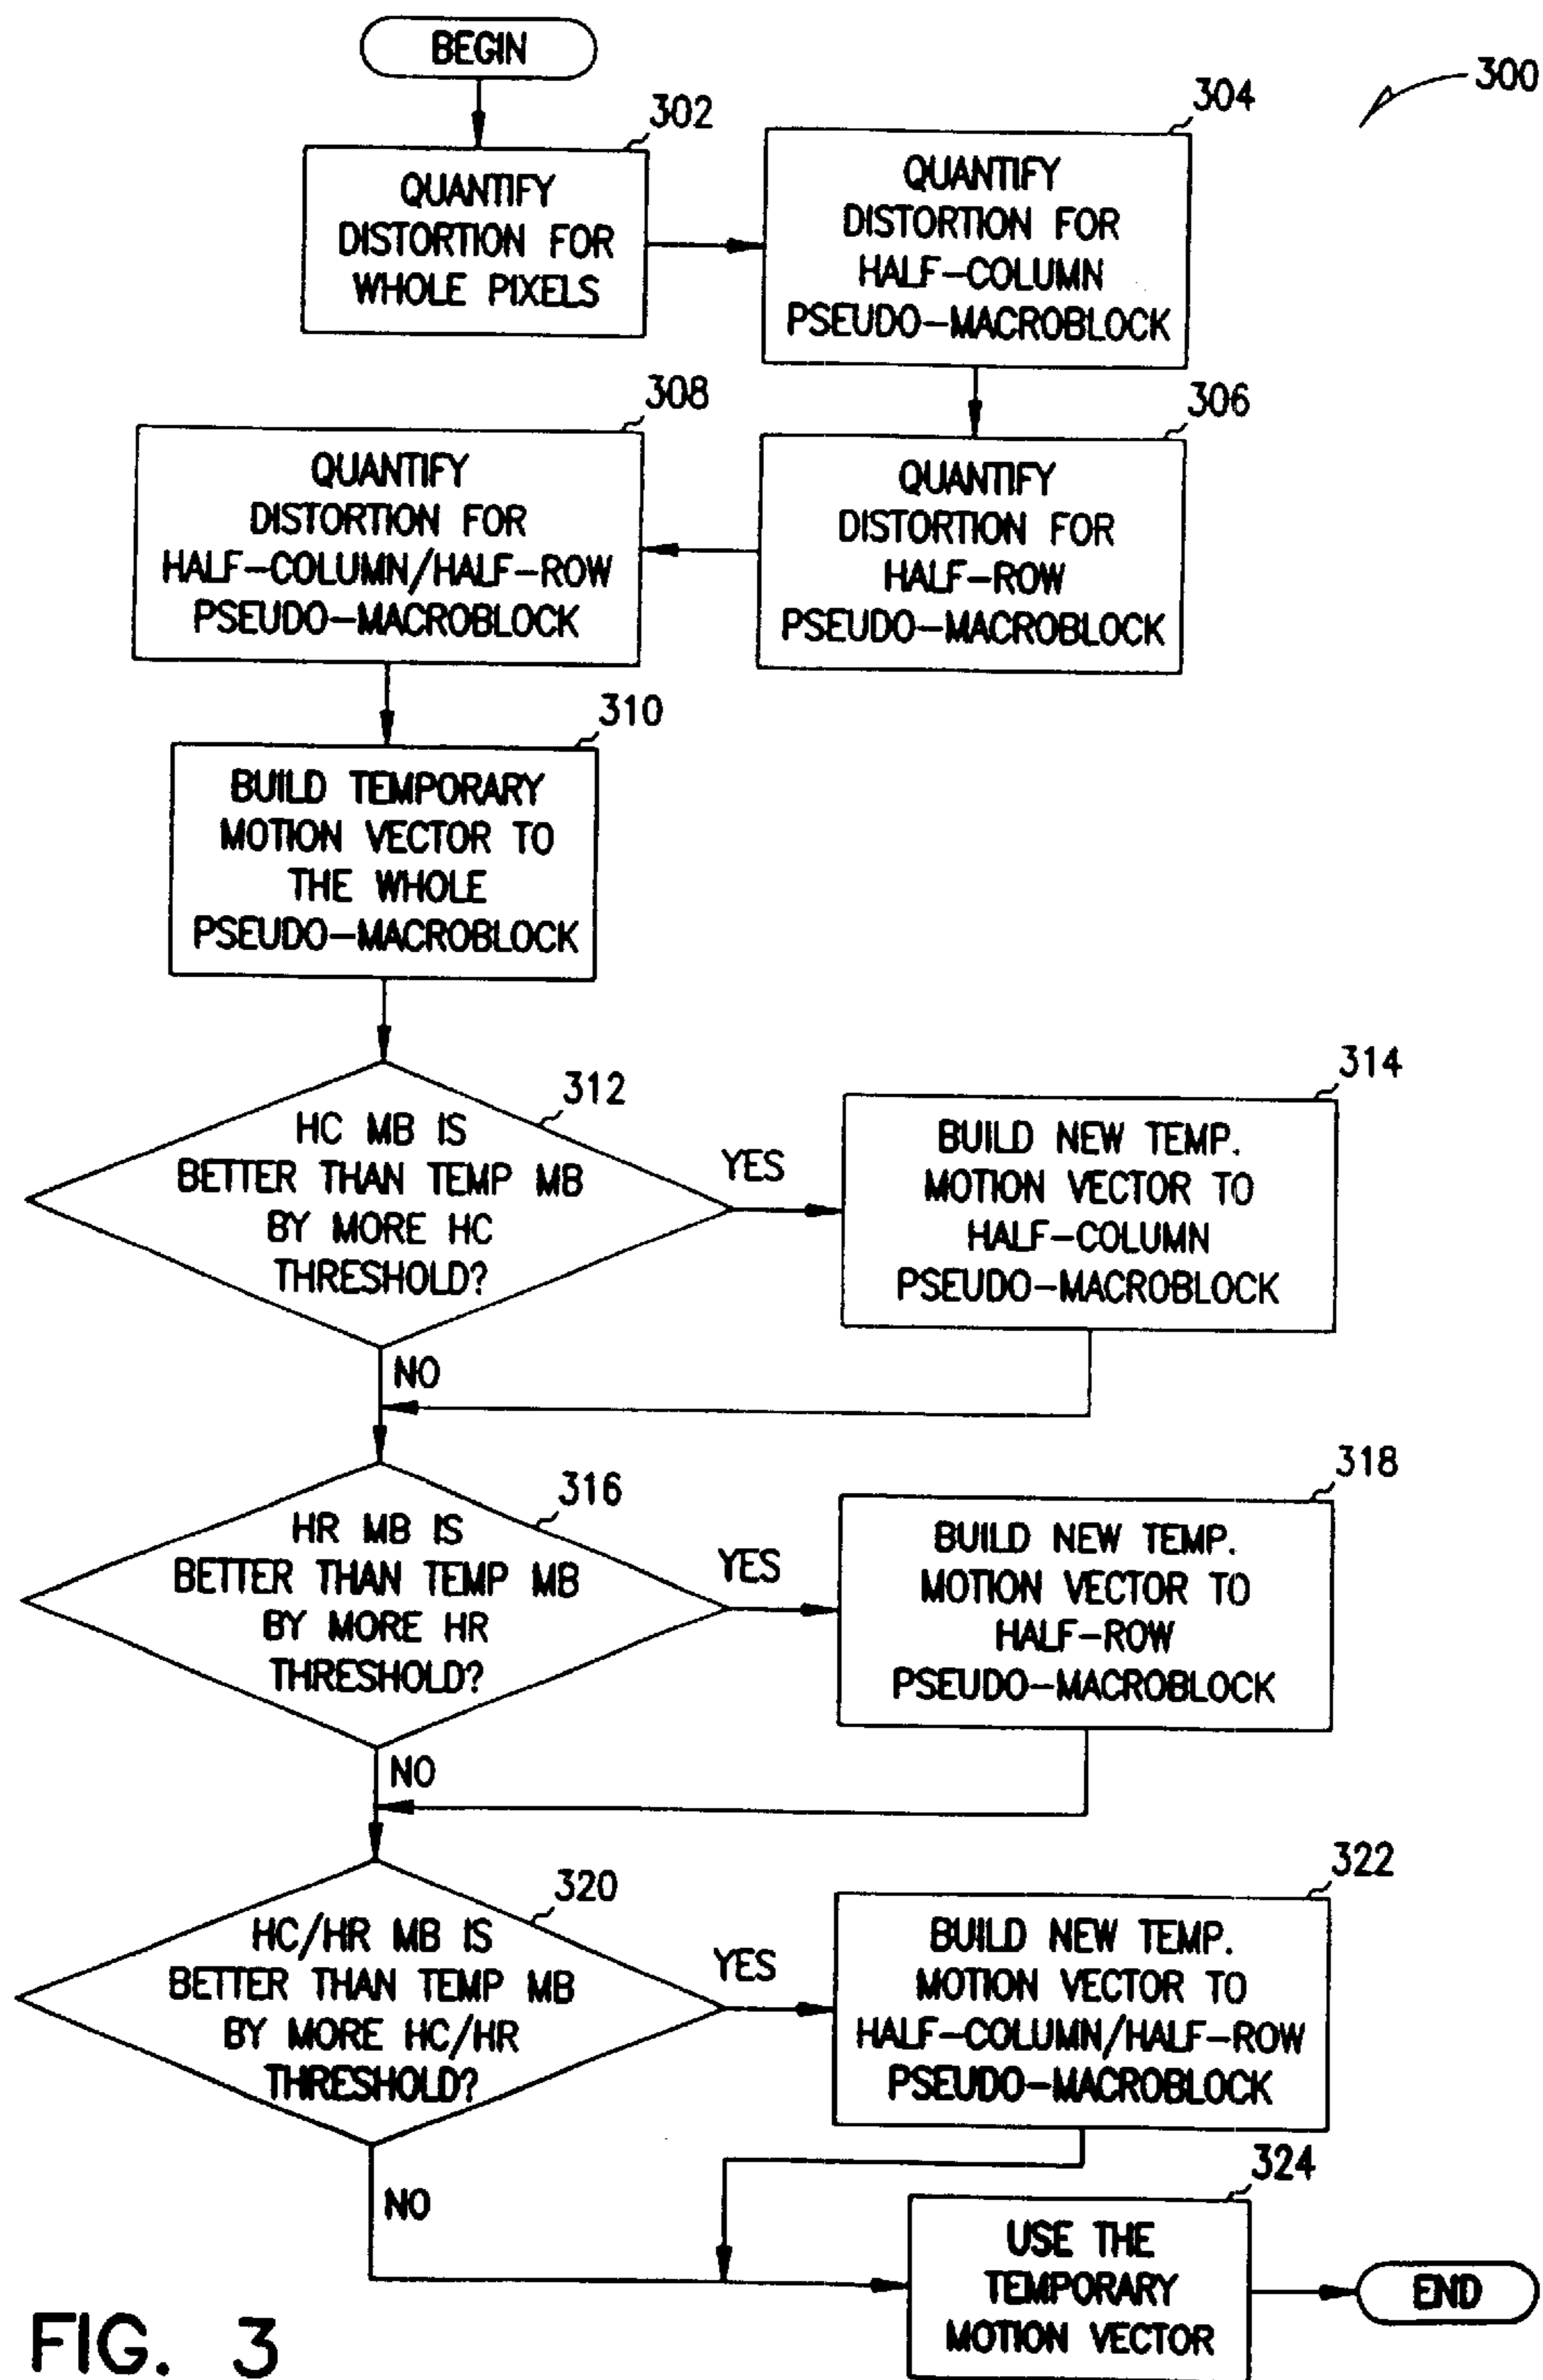 BEGIN
300
302
QUANTIFY
DISTORTION FOR
WHOLE PIXELS
304
QUANTIFY
DISTORTION FOR
HALF-COLUMN
PSEUDO-MACROBLOCK
306
QUANTIFY
DISTORTION FOR
HALF-ROW
PSEUDO-MACROBLOCK
308
QUANTIFY
DISTORTION FOR
HALF-COLUMN/HALF-ROW
PSEUDO-MACROBLOCK
310
BUILD TEMPORARY
MOTION VECTOR TO
THE WHOLE
PSEUDO-MACROBLOCK
312
HC MB IS
BETTER THAN TEMP MB
BY MORE HC
THRESHOLD?
YES
314
BUILD NEW TEMP.
MOTION VECTOR TO
HALF-COLUMN
PSEUDO-MACROBLOCK
NO
316
HR MB IS
BETTER THAN TEMP MB
BY MORE HR
THRESHOLD?
YES
318
BUILD NEW TEMP.
MOTION VECTOR TO
HALF-ROW
PSEUDO-MACROBLOCK
NO
320
HC/HR MB IS
BETTER THAN TEMP MB
BY MORE HC/HR
THRESHOLD?
YES
322
BUILD NEW TEMP.
MOTION VECTOR TO
HALF-COLUMN/HALF-ROW
PSEUDO-MACROBLOCK
NO
324
USE THE
TEMPORARY
MOTION VECTOR
END
FIG. 3